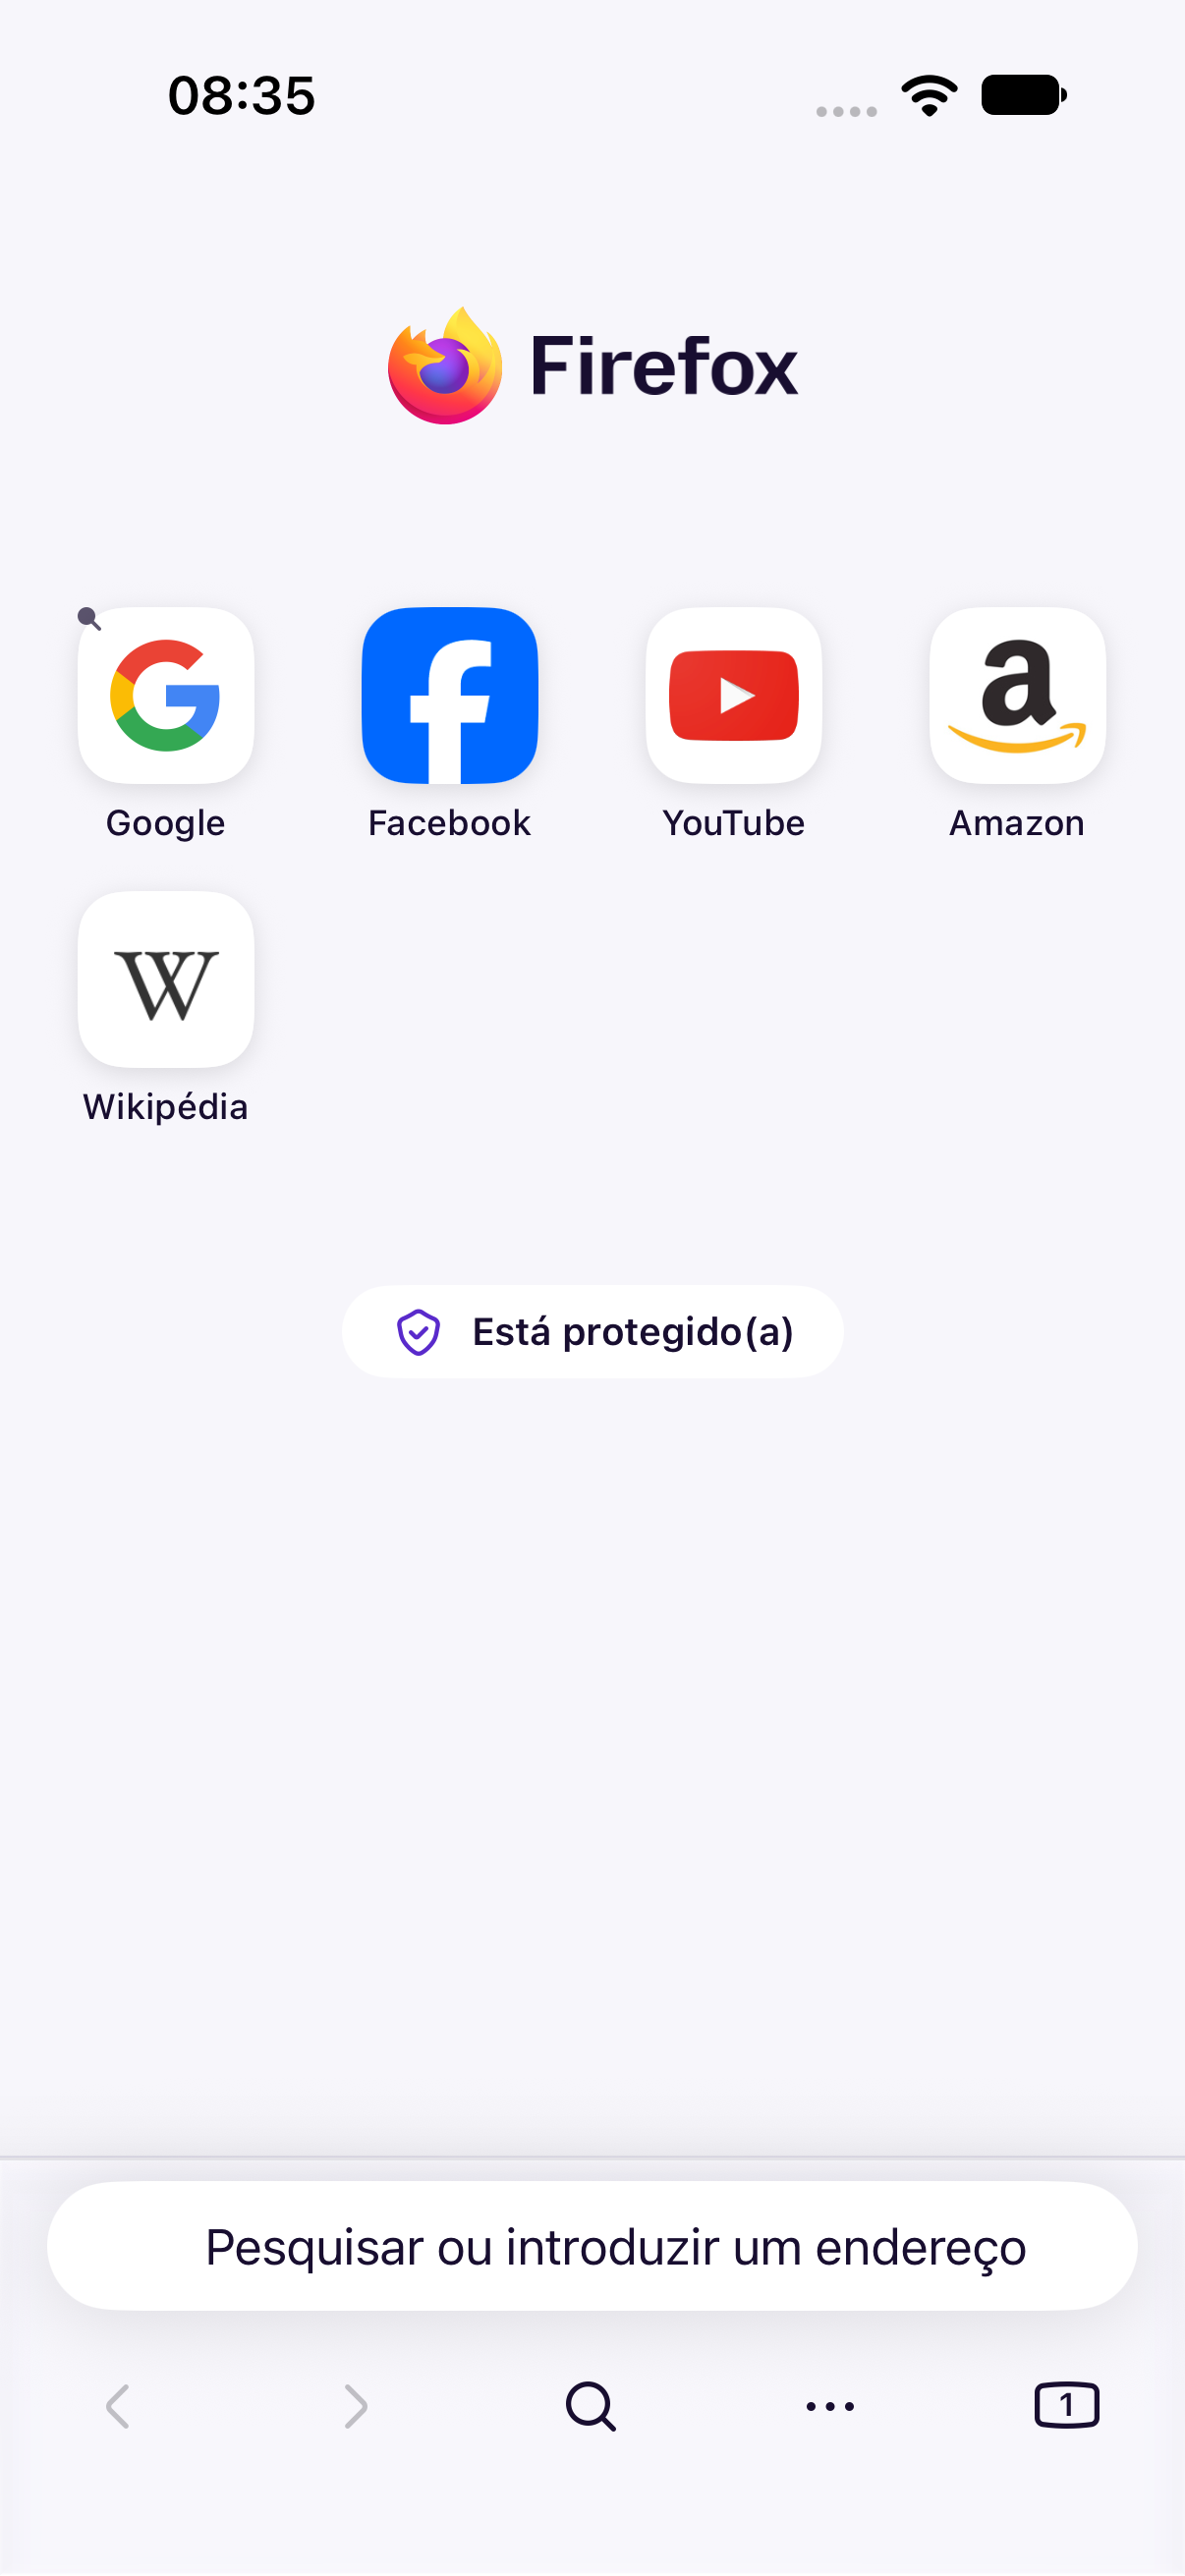 08:35
Firefox
Google
Facebook
YouTube
Amazon
Wikipédia
Está protegido(a)
Pesquisar ou introduzir um endereço
1